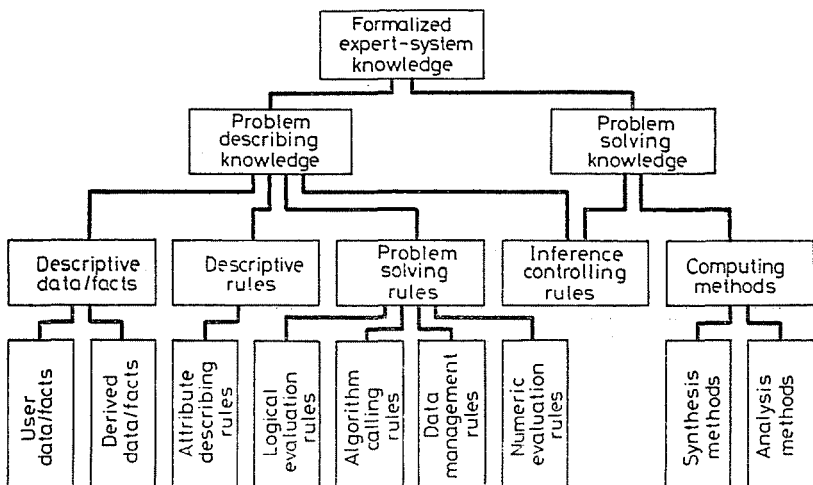 Formalized
expert-system
knowledge
Problem
describing
knowledge
Problem
solving
knowledge
Descriptive
data/facts
Descriptive
rules
Problem
solving
rules
Inference
controlling
rules
Computing
methods
User
data/facts
Derived
data/facts
Attribute
describing
rules
Logical
evaluation
rules
Algorithm
calling
rules
Data
management
rules
Numeric
evaluation
rules
Synthesis
methods
Analysis
methods